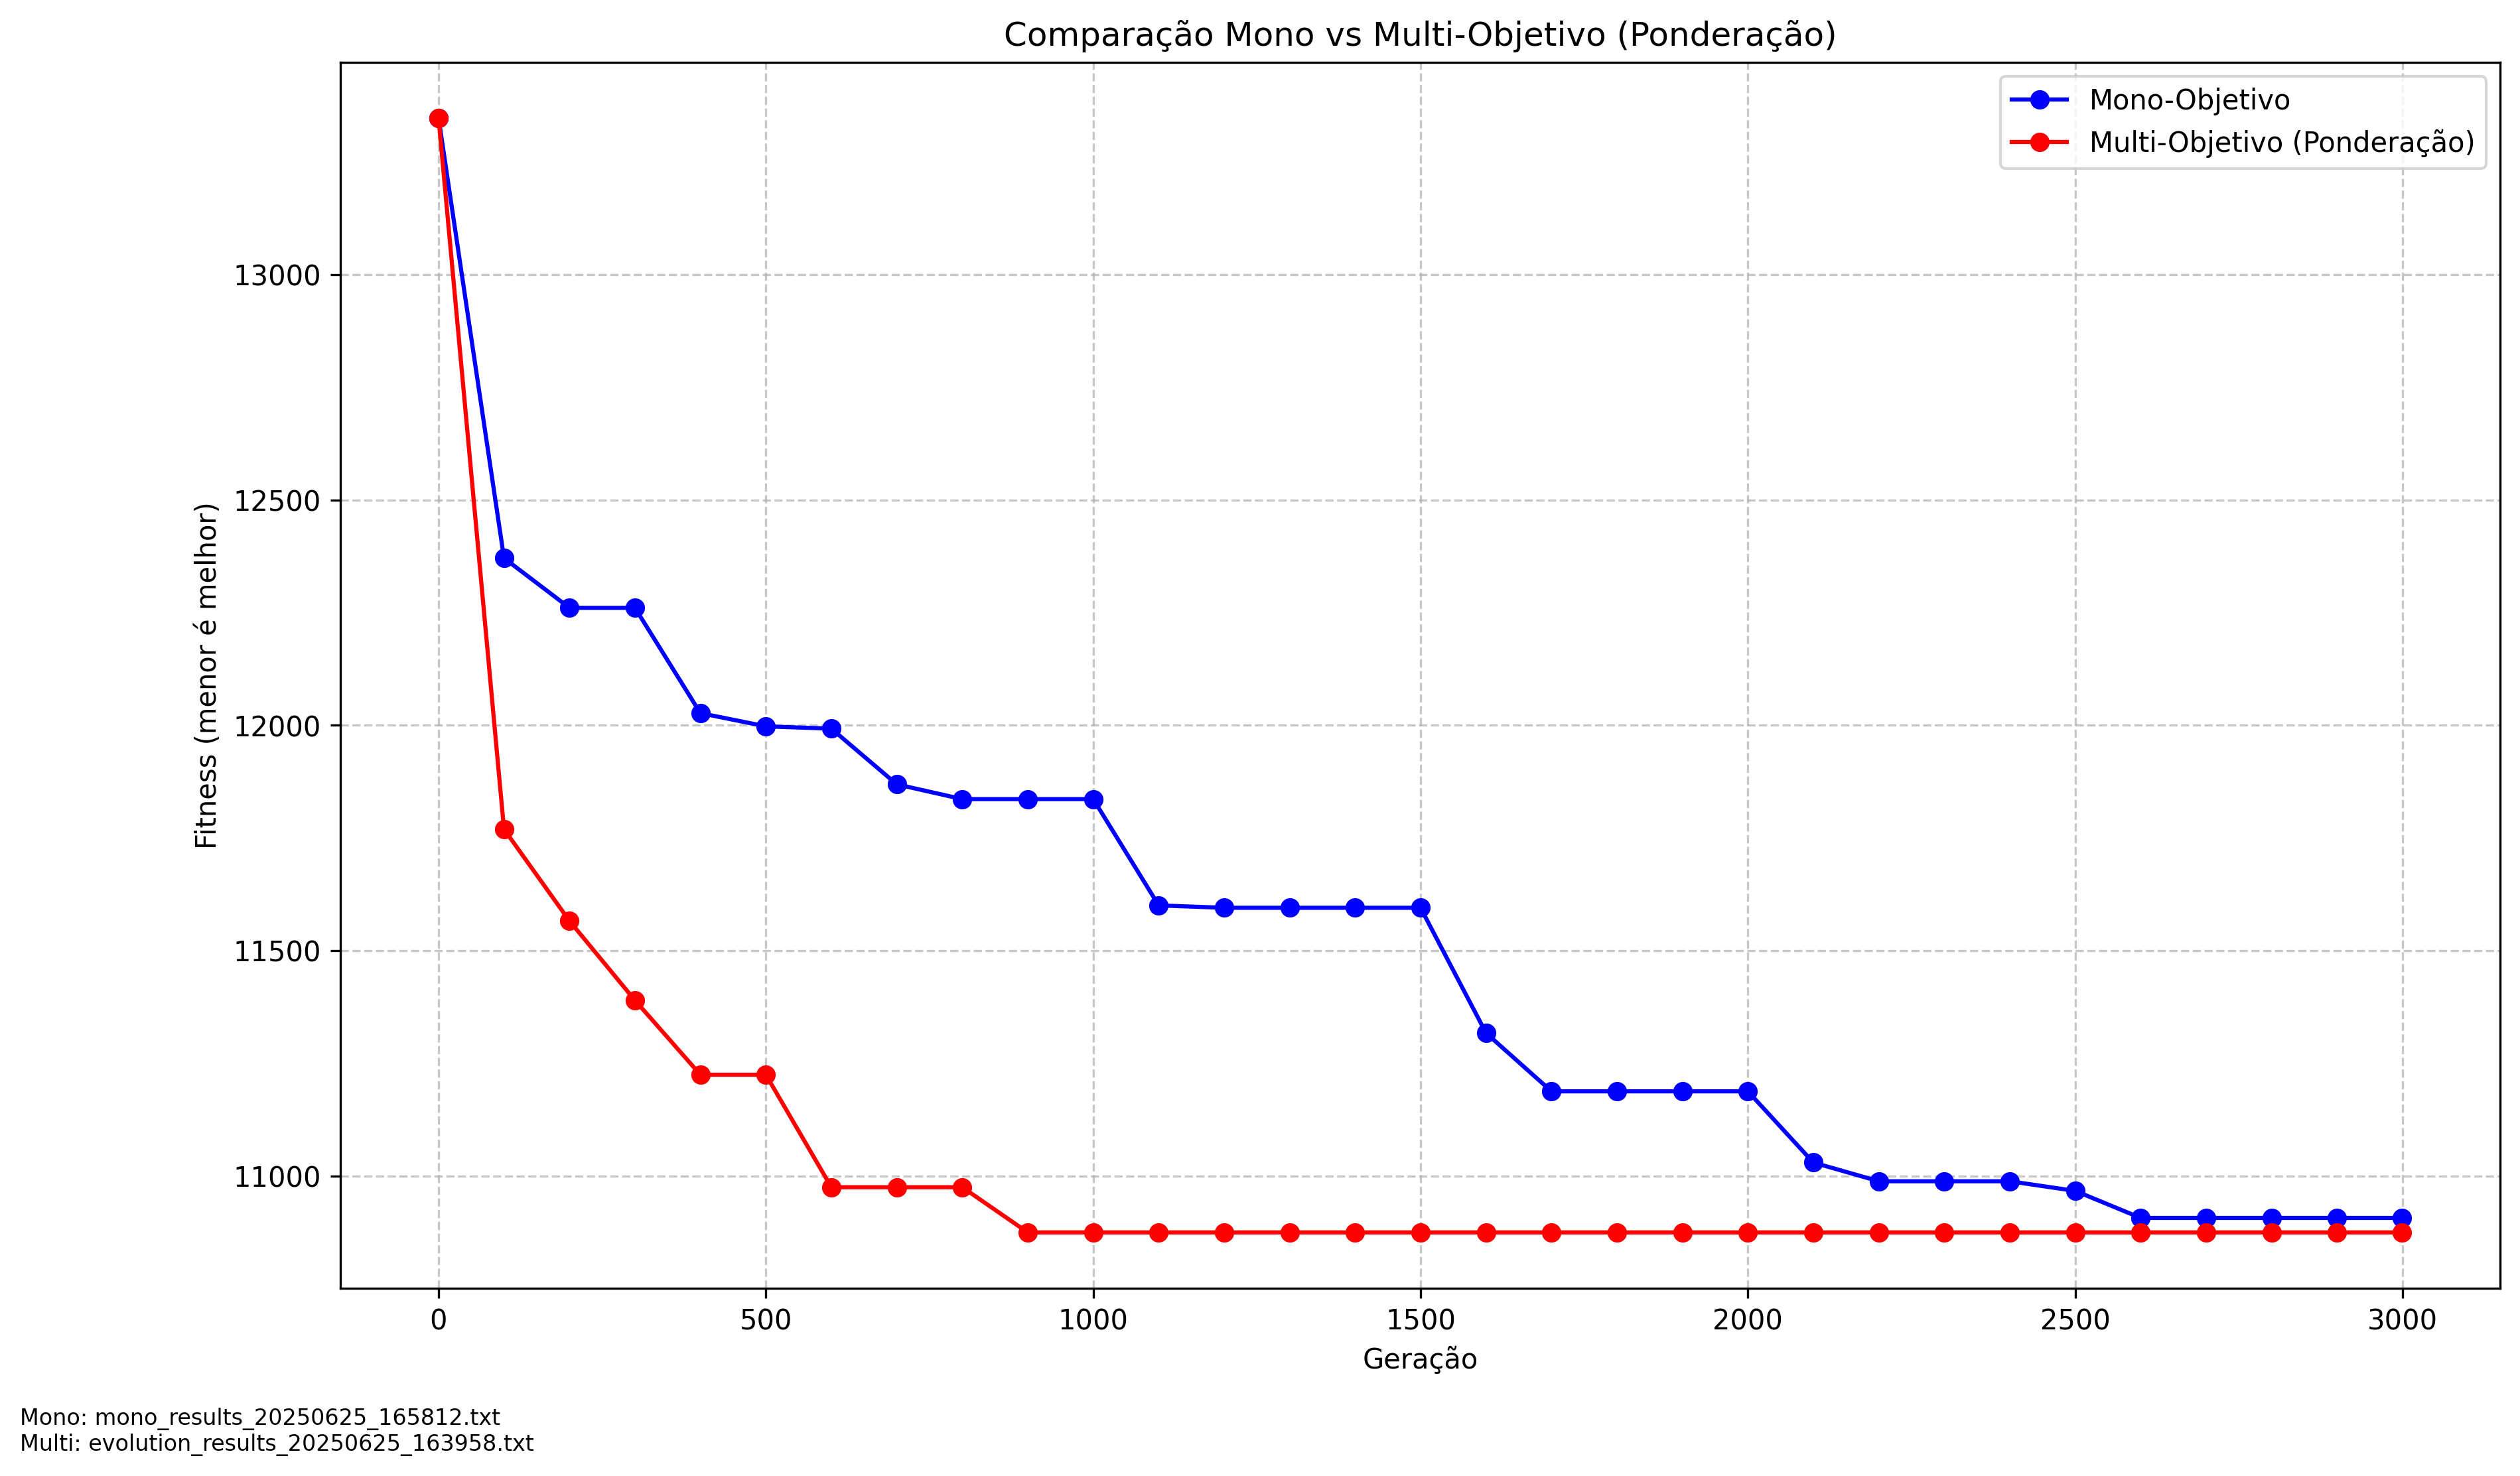 Comparação Mono vs Multi-Objetivo (Ponderação)
Mono-Objetivo
Multi-Objetivo (Ponderação)
Fitness (menor é melhor)
13000
12500
12000
11500
11000
0 500 1000 1500 2000 2500 3000
Geração
Mono: mono_results_20250625_165812.txt
Multi: evolution_results_20250625_163958.txt